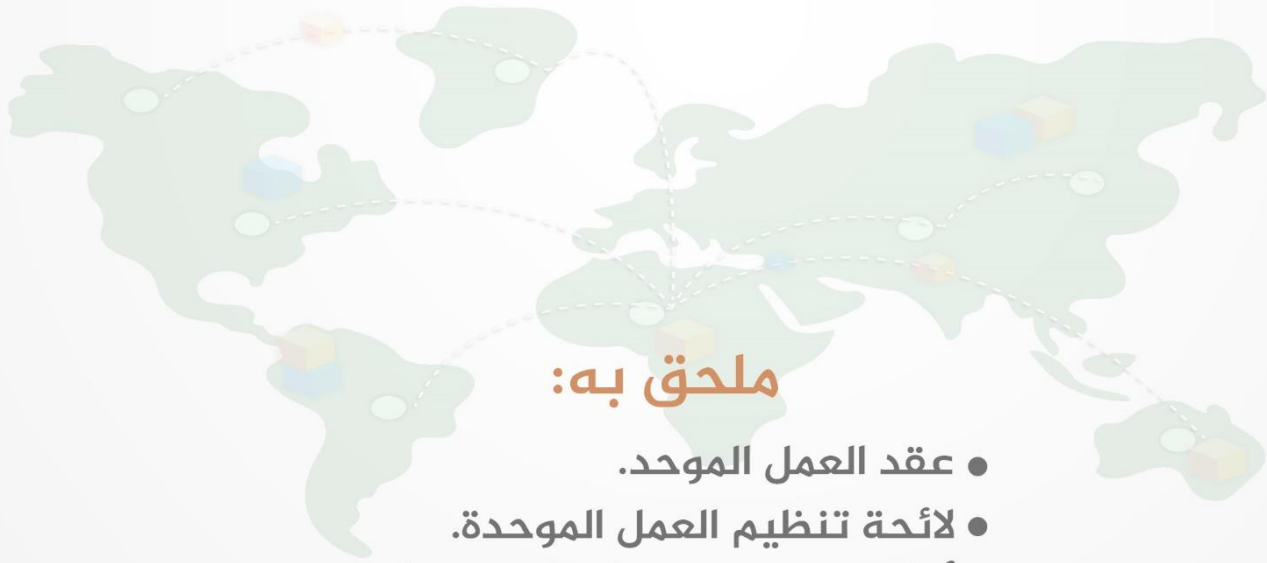 ملحق به:
● عقد العمل الموحد.
● لائحة تنظيم العمل الموحدة.